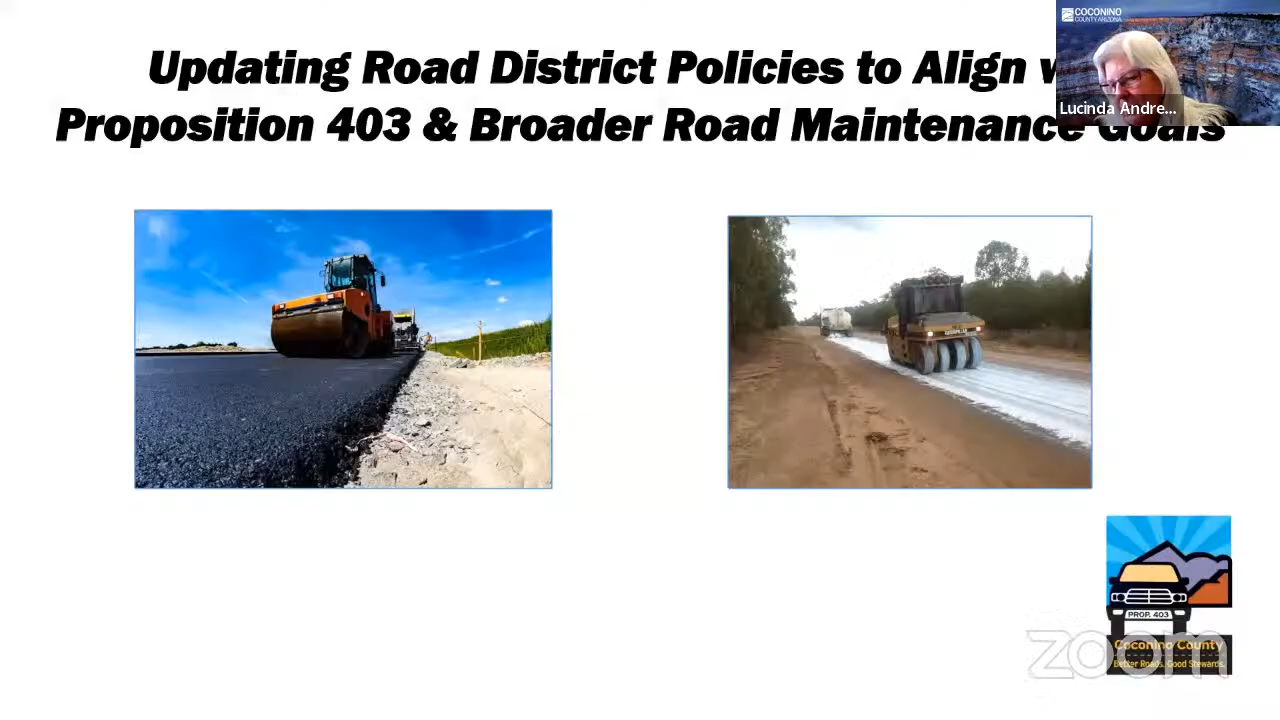 COCONINO
COUNTY ARIZONA
Lucinda Andre...
Updating Road District Policies to Align
Proposition 403 & Broader Road Maintenance Goals
CATERPILLAR
PROP. 403
Coconino County
Better Roads. Good Stewards.
zoom